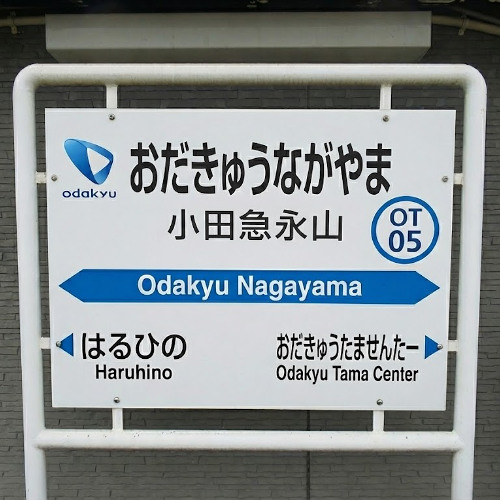 odakyu
おだきゅうながやま
小田急永山
OT
05
Odakyu Nagayama
はるひの
Haruhino
おだきゅうたませんたー
Odakyu Tama Center